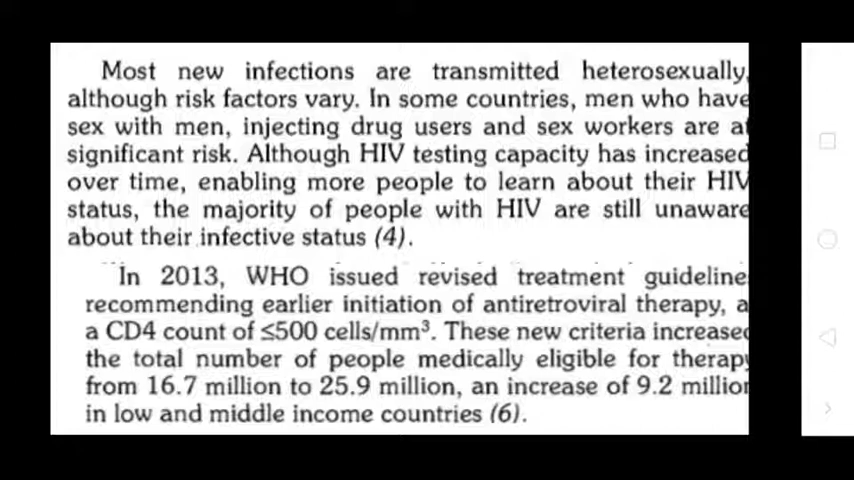 Most new infections are transmitted heterosexually,
although risk factors vary. In some countries, men who have
sex with men, injecting drug users and sex workers are at
significant risk. Although HIV testing capacity has increased
over time, enabling more people to learn about their HIV
status, the majority of people with HIV are still unaware
about their infective status (4).
In 2013, WHO issued revised treatment guideline
recommending earlier initiation of antiretroviral therapy, a
a CD4 count of ≤500 cells/mm³. These new criteria increased
the total number of people medically eligible for therapy
from 16.7 million to 25.9 million, an increase of 9.2 million
in low and middle income countries (6).